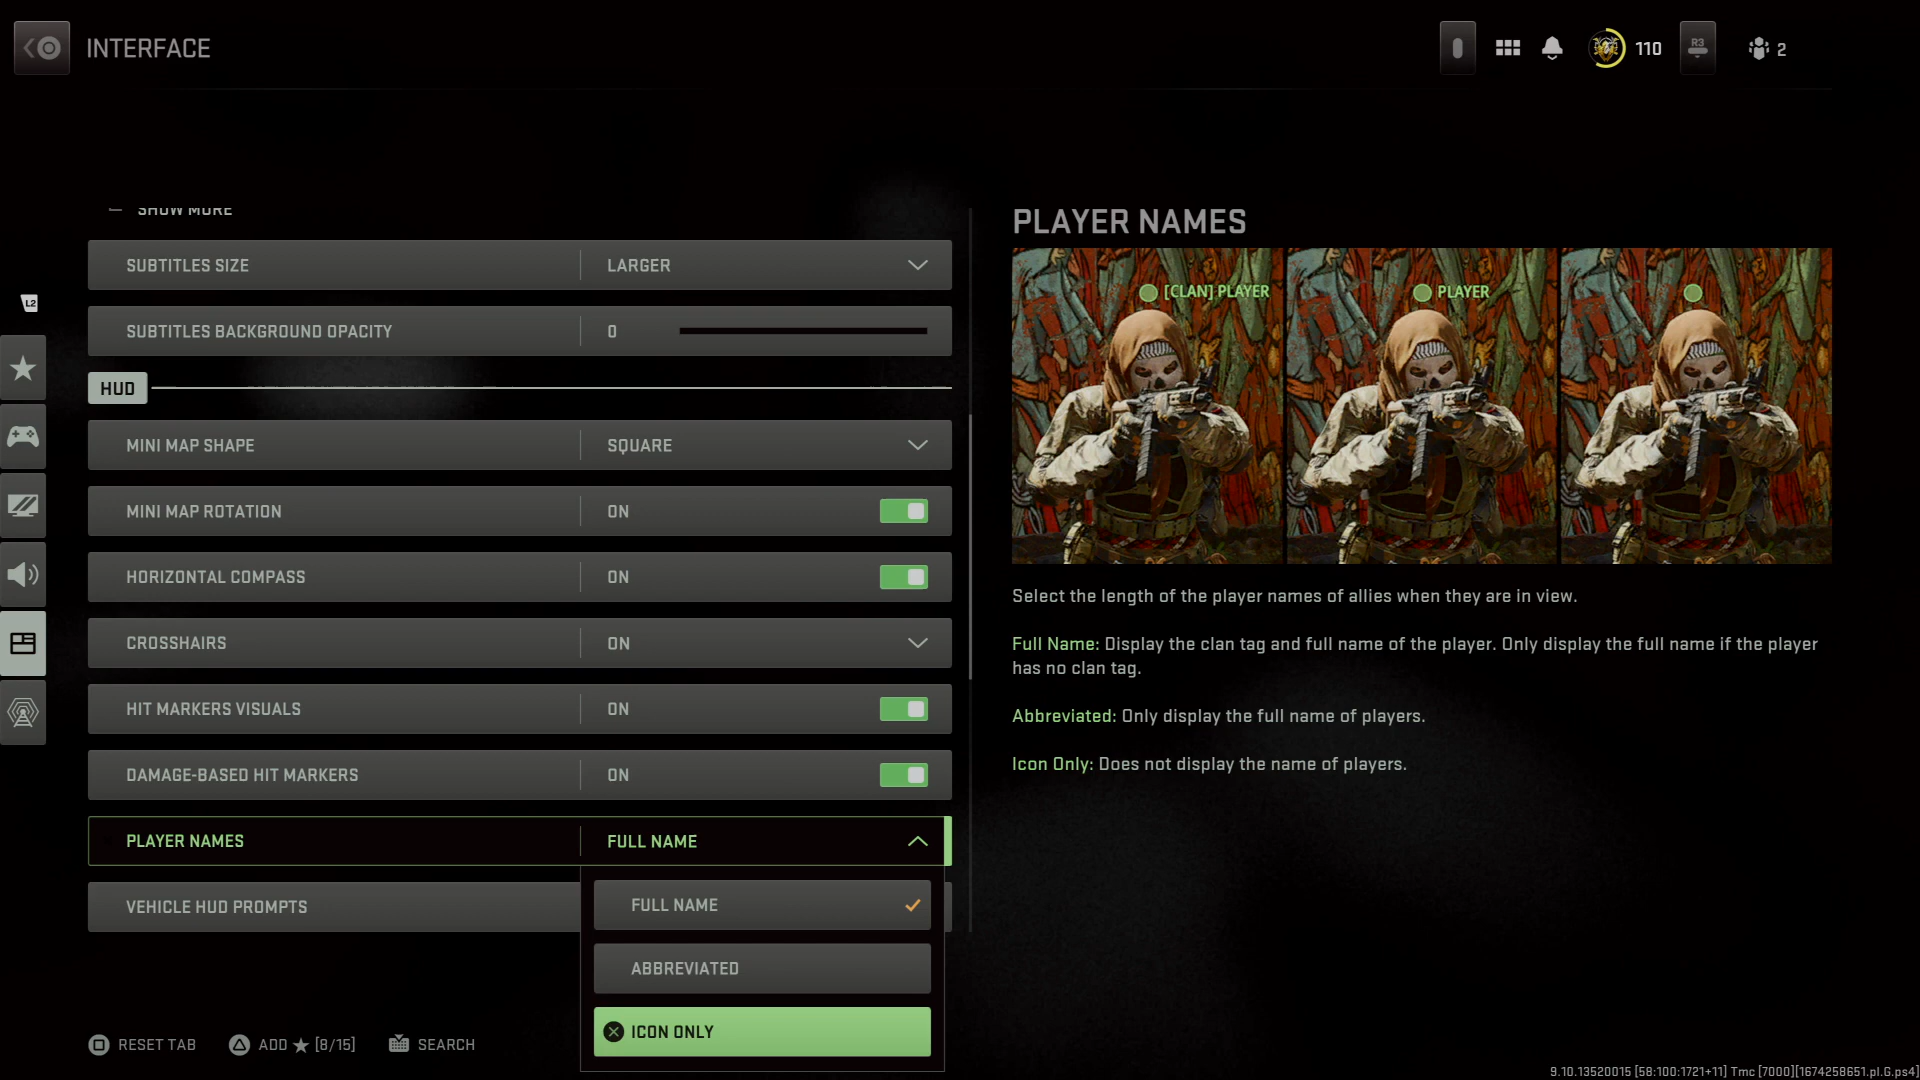 INTERFACE
110
R3
2
SHOW MORE
SUBTITLES SIZE
LARGER
SUBTITLES BACKGROUND OPACITY
0
HUD
MINI MAP SHAPE
SQUARE
MINI MAP ROTATION
ON
HORIZONTAL COMPASS
ON
CROSSHAIRS
ON
HIT MARKERS VISUALS
ON
DAMAGE-BASED HIT MARKERS
ON
PLAYER NAMES
FULL NAME
VEHICLE HUD PROMPTS
FULL NAME
ABBREVIATED
ICON ONLY
L2
RESET TAB
ADD ★ [8/15]
SEARCH
PLAYER NAMES
[CLAN] PLAYER
PLAYER
Select the length of the player names of allies when they are in view.
Full Name: Display the clan tag and full name of the player. Only display the full name if the player
has no clan tag.
Abbreviated: Only display the full name of players.
Icon Only: Does not display the name of players.
9.10.13520015 [58:100:1721+11] Tmc [7000][1674258651.pl.G.ps4]